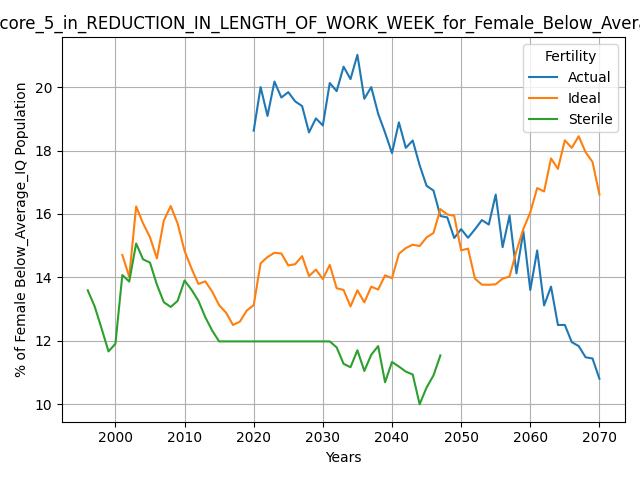 core_5_in_REDUCTION_IN_LENGTH_OF_WORK_WEEK_for_Female_Below_Avera
Fertility
Actual
Ideal
Sterile
% of Female Below_Average_IQ Population
20
18
16
14
12
10
2000 2010 2020 2030 2040 2050 2060 2070
Years